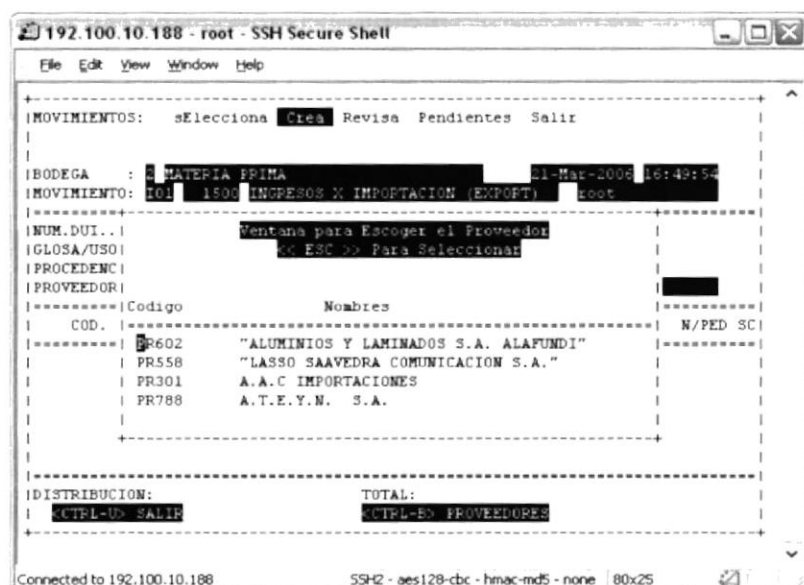 192.100.10.188 - root - SSH Secure Shell
File Edit View Window Help
MOVIMIENTOS: sElecciona Crea Revisa Pendientes Salir
BODEGA : 2 MATERIA PRIMA 21-Mar-2006 16:49:54
MOVIMIENTO: I01 1500 INGRESOS X IMPORTACION (EXPORT) root
NUM.DUI.. Ventana para Escoger el Proveedor
GLOSA/USO << ESC >> Para Seleccionar
PROCEDENC
PROVEEDOR
Codigo Nombres
COD. N/PED SC
PR602 "ALUMINIOS Y LAMINADOS S.A. ALAFUNDI"
PR558 "LASSO SAAVEDRA COMUNICACION S.A."
PR301 A.A.C IMPORTACIONES
PR788 A.T.E.Y.N. S.A.
DISTRIBUCION: TOTAL:
<CTRL-U> SALIR <CTRL-B> PROVEEDORES
Connected to 192.100.10.188 SSH2 - aes128-cbc - hmac-md5 - none 80x25